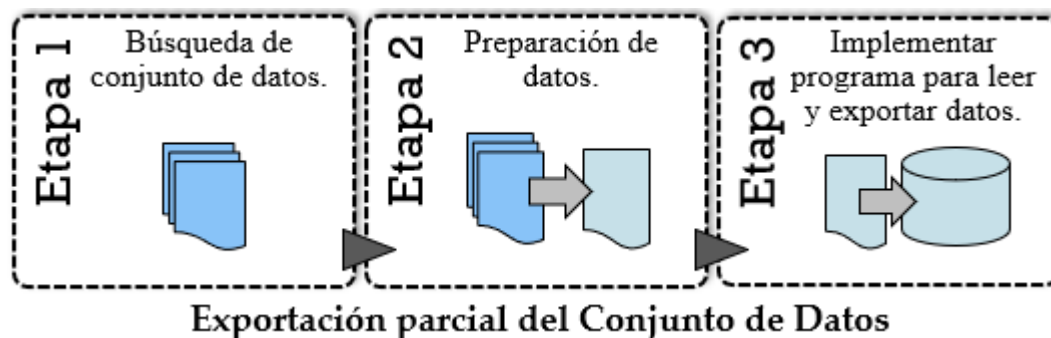 Etapa 1
Búsqueda de
conjunto de datos.
Etapa 2
Preparación de
datos.
Etapa 3
Implementar
programa para leer
y exportar datos.
Exportación parcial del Conjunto de Datos